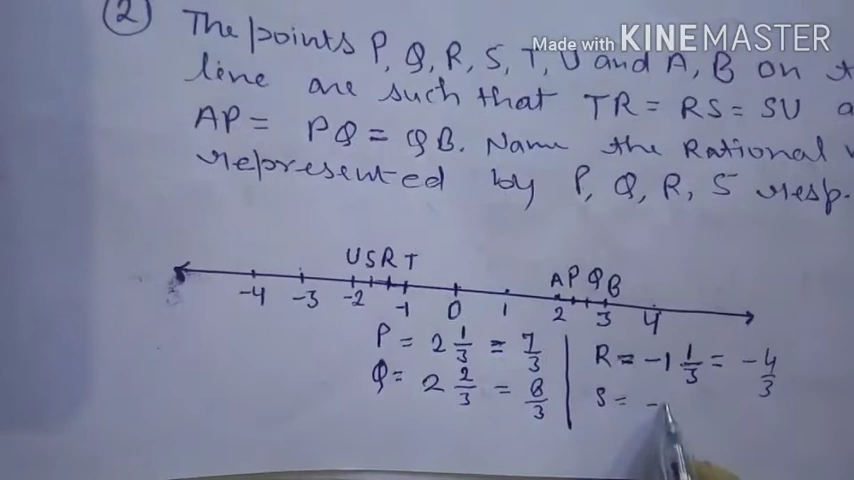 (2) The points P, Q, R, S, T, U and A, B on
Made with KINEMASTER
line are such that TR = RS = SU
AP = PQ = QB. Name the Rational
represented by P, Q, R, S resp.
U S R T A P Q B
-4 -3 -2 -1 0 1 2 3 4
P = 2 1/3 = 7/3 R = -1 1/3 = -4/3
Q = 2 2/3 = 8/3 S = -